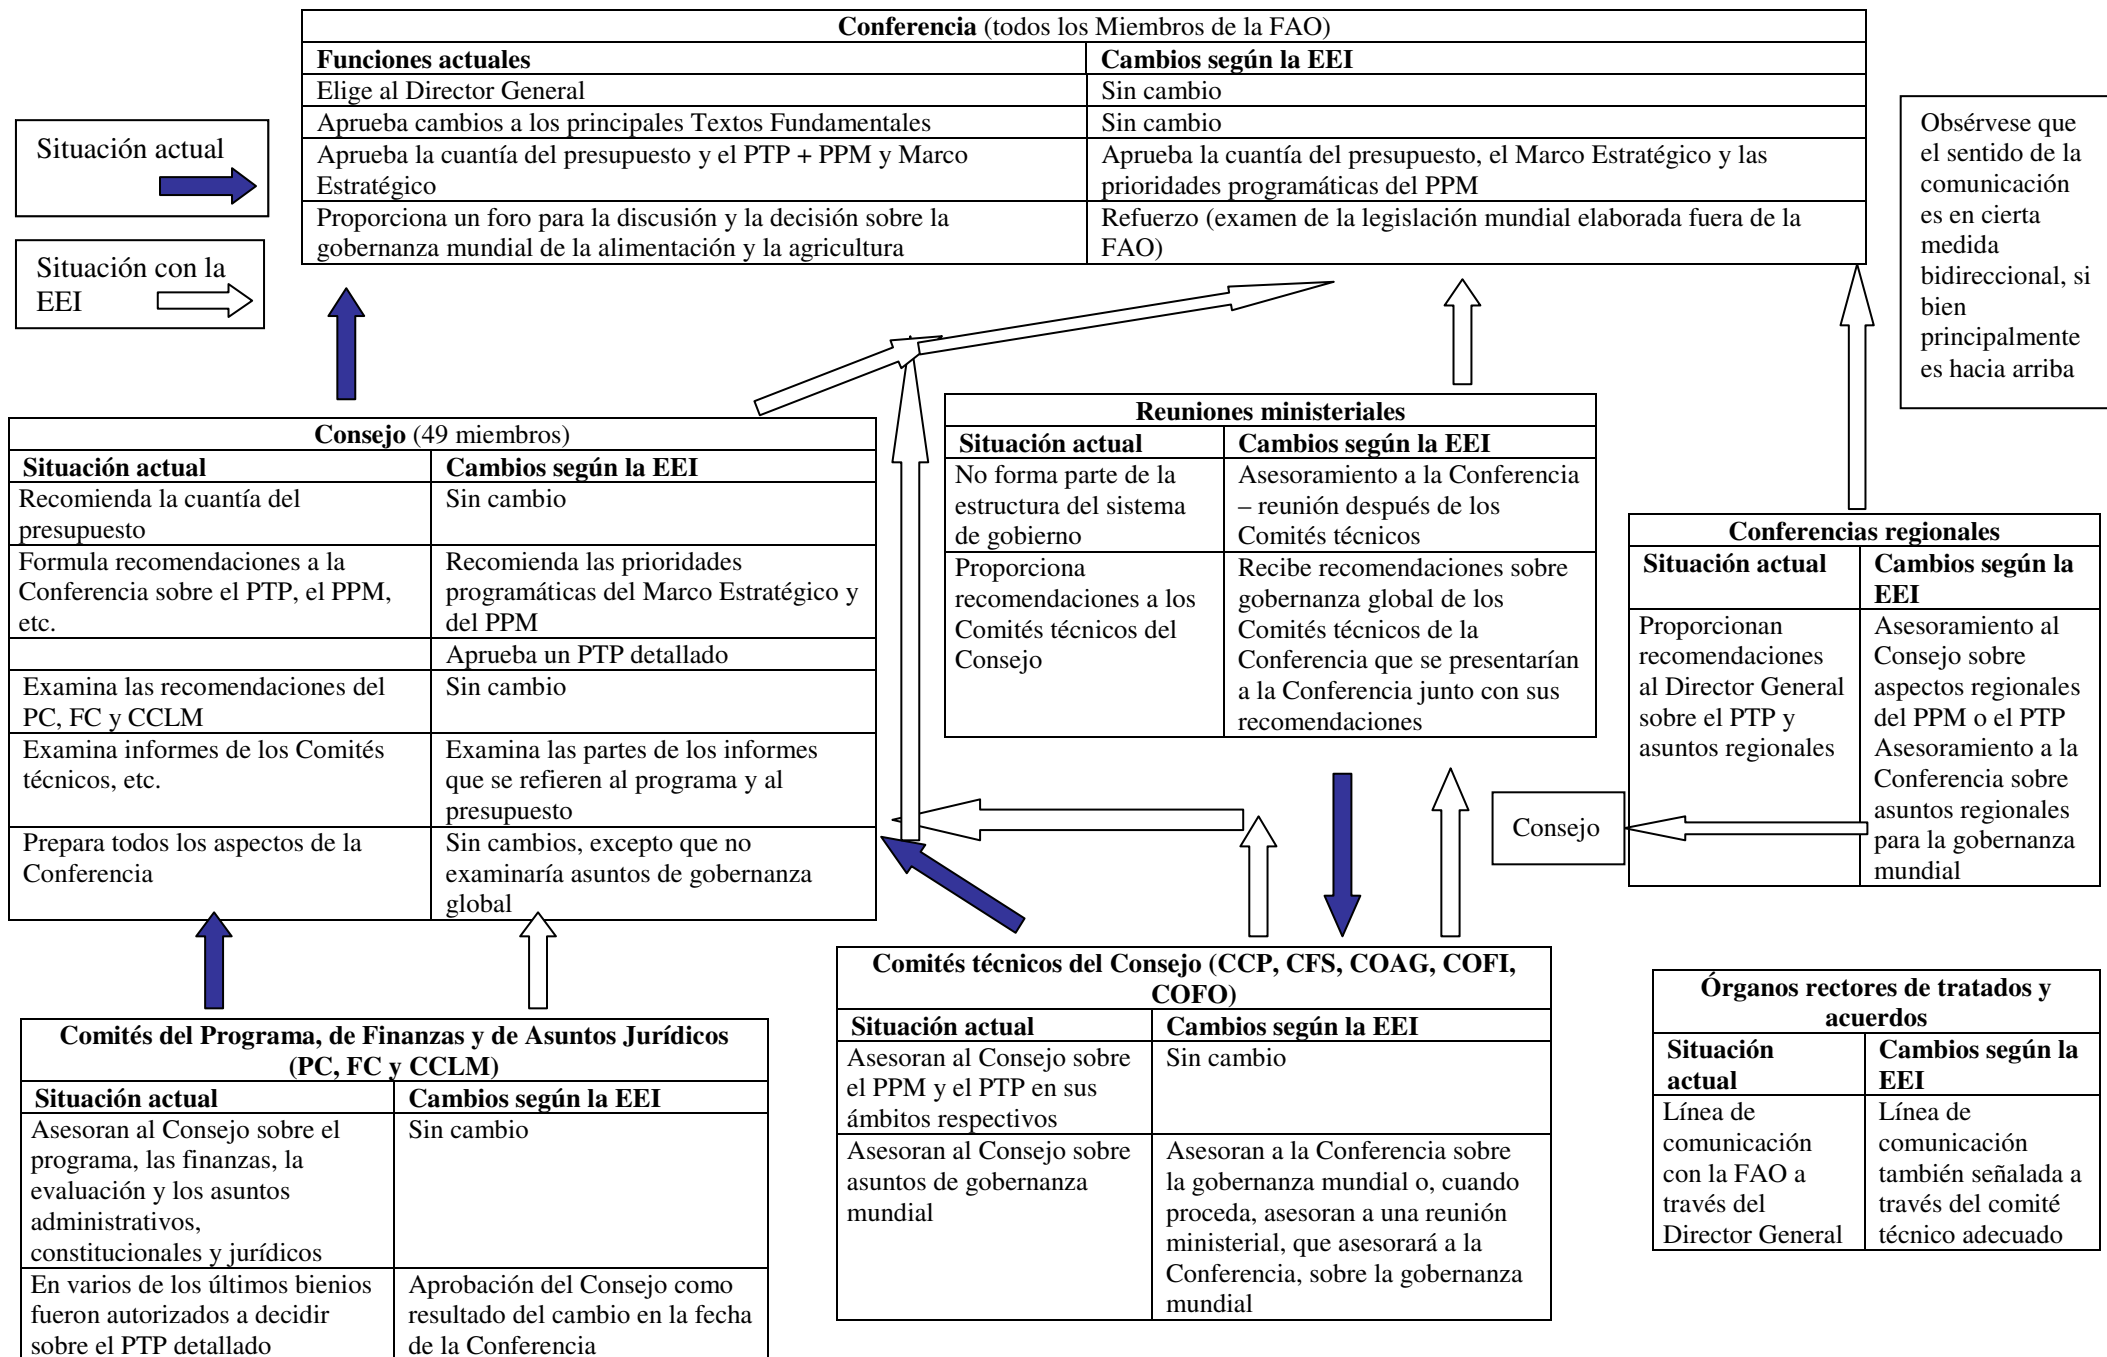 Conferencia (todos los Miembros de la FAO)
Funciones actuales
Cambios según la EEI
Elige al Director General
Sin cambio
Aprueba cambios a los principales Textos Fundamentales
Sin cambio
Aprueba la cuantía del presupuesto y el PTP + PPM y Marco
Estratégico
Aprueba la cuantía del presupuesto, el Marco Estratégico y las
prioridades programáticas del PPM
Proporciona un foro para la discusión y la decisión sobre la
gobernanza mundial de la alimentación y la agricultura
Refuerzo (examen de la legislación mundial elaborada fuera de la
FAO)
Situación actual
Situación con la
EEI
Obsérvese que
el sentido de la
comunicación
es en cierta
medida
bidireccional, si
bien
principalmente
es hacia arriba
Consejo (49 miembros)
Situación actual
Cambios según la EEI
Recomienda la cuantía del
presupuesto
Sin cambio
Formula recomendaciones a la
Conferencia sobre el PTP, el PPM,
etc.
Recomienda las prioridades
programáticas del Marco Estratégico y
del PPM
Aprueba un PTP detallado
Examina las recomendaciones del
PC, FC y CCLM
Sin cambio
Examina informes de los Comités
técnicos, etc.
Examina las partes de los informes
que se refieren al programa y al
presupuesto
Prepara todos los aspectos de la
Conferencia
Sin cambios, excepto que no
examinaría asuntos de gobernanza
global
Reuniones ministeriales
Situación actual
Cambios según la EEI
No forma parte de la
estructura del sistema
de gobierno
Asesoramiento a la Conferencia
– reunión después de los
Comités técnicos
Proporciona
recomendaciones a los
Comités técnicos del
Consejo
Recibe recomendaciones sobre
gobernanza global de los
Comités técnicos de la
Conferencia que se presentarían
a la Conferencia junto con sus
recomendaciones
Conferencias regionales
Situación actual
Cambios según la
EEI
Proporcionan
recomendaciones
al Director General
sobre el PTP y
asuntos regionales
Asesoramiento al
Consejo sobre
aspectos regionales
del PPM o el PTP
Asesoramiento a la
Conferencia sobre
asuntos regionales
para la gobernanza
mundial
Consejo
Comités del Programa, de Finanzas y de Asuntos Jurídicos
(PC, FC y CCLM)
Situación actual
Cambios según la EEI
Asesoran al Consejo sobre el
programa, las finanzas, la
evaluación y los asuntos
administrativos,
constitucionales y jurídicos
Sin cambio
En varios de los últimos bienios
fueron autorizados a decidir
sobre el PTP detallado
Aprobación del Consejo como
resultado del cambio en la fecha
de la Conferencia
Comités técnicos del Consejo (CCP, CFS, COAG, COFI,
COFO)
Situación actual
Cambios según la EEI
Asesoran al Consejo sobre
el PPM y el PTP en sus
ámbitos respectivos
Sin cambio
Asesoran al Consejo sobre
asuntos de gobernanza
mundial
Asesoran a la Conferencia sobre
la gobernanza mundial o, cuando
proceda, asesoran a una reunión
ministerial, que asesorará a la
Conferencia, sobre la gobernanza
mundial
Órganos rectores de tratados y
acuerdos
Situación
actual
Cambios según la
EEI
Línea de
comunicación
con la FAO a
través del
Director General
Línea de
comunicación
también señalada a
través del comité
técnico adecuado